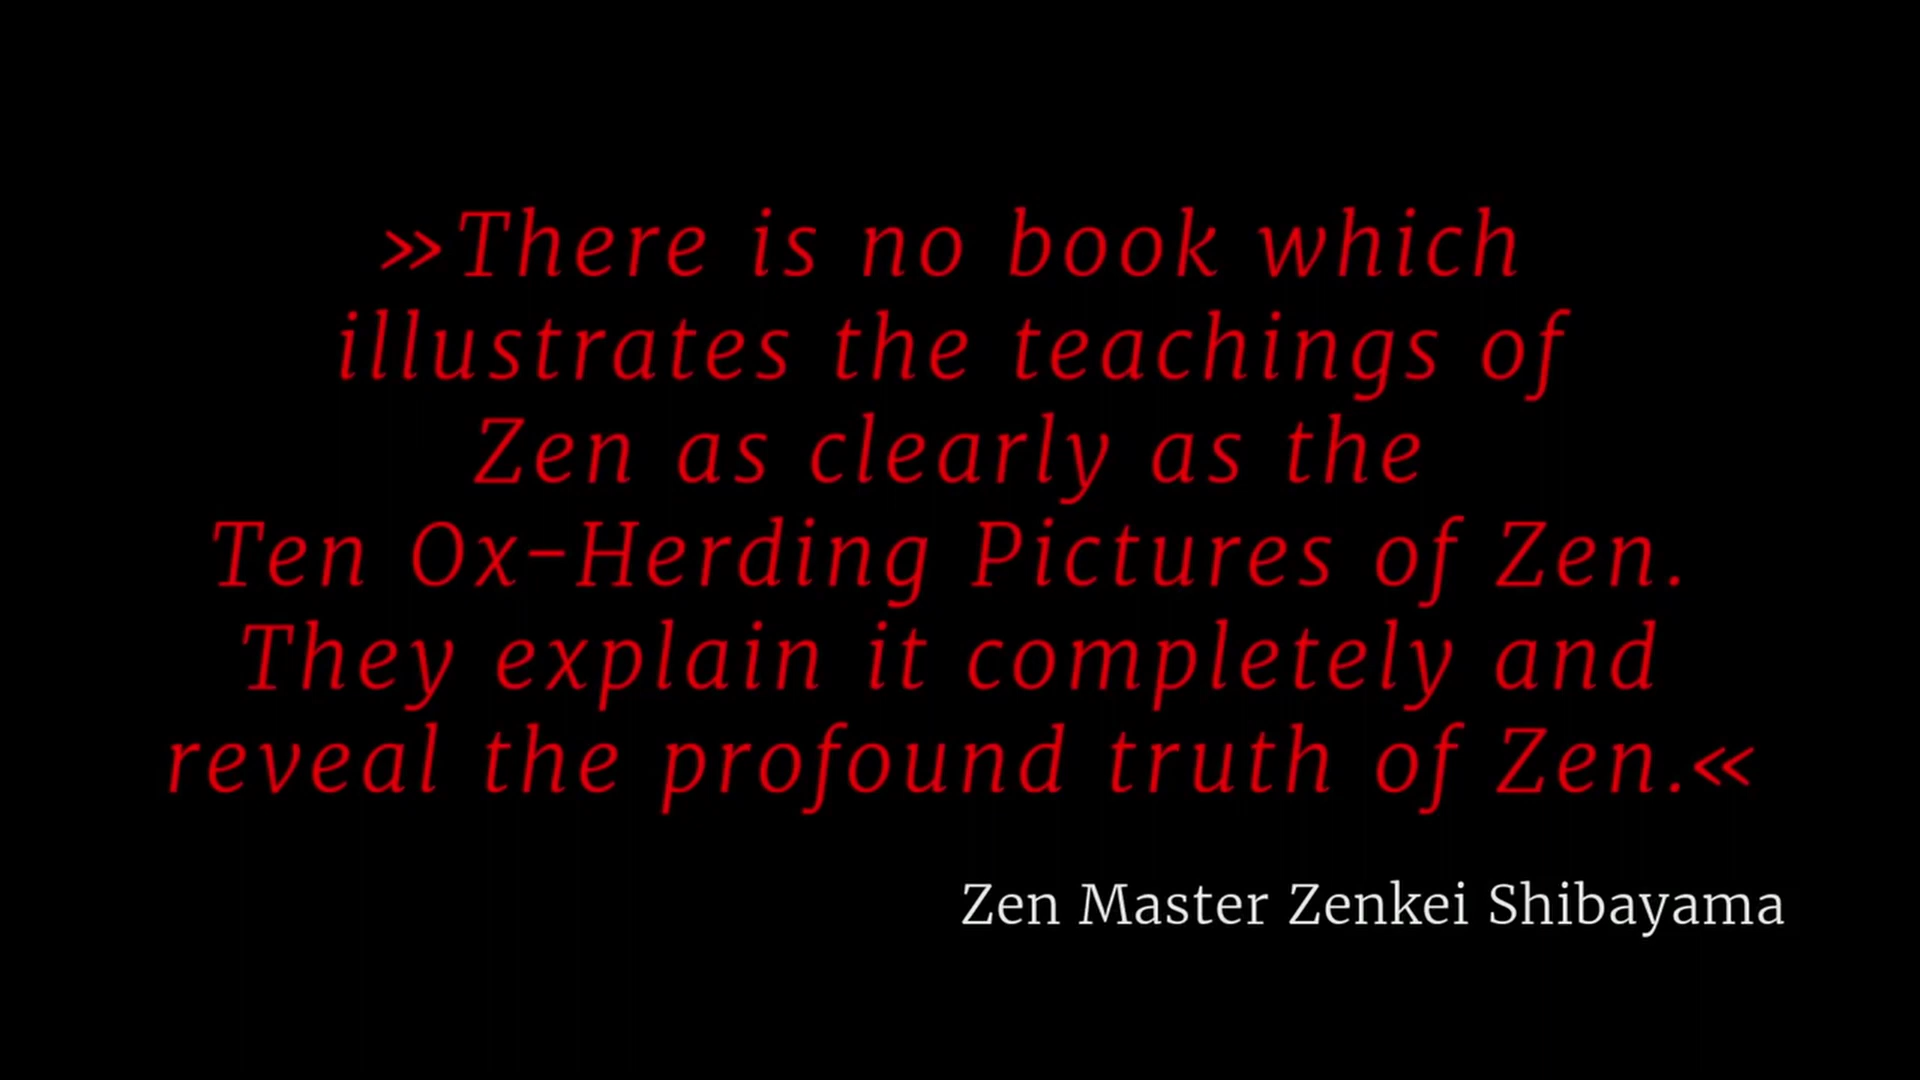 »There is no book which
illustrates the teachings of
Zen as clearly as the
Ten Ox-Herding Pictures of Zen.
They explain it completely and
reveal the profound truth of Zen.«
Zen Master Zenkei Shibayama